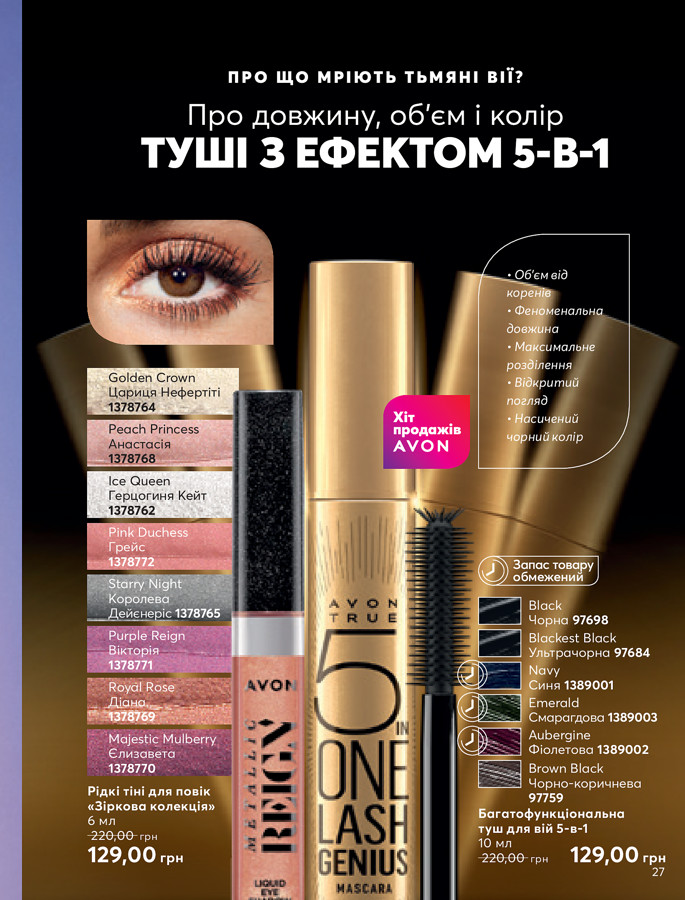 ПРО ЩО МРІЮТЬ ТЬМЯНІ ВІЇ?
Про довжину, об'єм і колір
ТУШІ З ЕФЕКТОМ 5-В-1
• Об'єм від
коренів
• Феноменальна
довжина
• Максимальне
розділення
• Відкритий
погляд
• Насичений
чорний колір
Golden Crown
Цариця Нефертіті
1378764
Peach Princess
Анастасія
1378768
Ice Queen
Герцогиня Кейт
1378762
Pink Duchess
Грейс
1378772
Starry Night
Королева
Дейєнеріс 1378765
Purple Reign
Вікторія
1378771
Royal Rose
Діана
1378769
Majestic Mulberry
Єлизавета
1378770
Рідкі тіні для повік
«Зіркова колекція»
6 мл
220,00 грн
129,00 грн
Хіт
продажів
AVON
AVON
METALLIC
REIGN
LIQUID
EYE
AVON
TRUE
5
IN
ONE
LASH
GENIUS
MASCARA
Запас товару
обмежений
Black
Чорна 97698
Blackest Black
Ультрачорна 97684
Navy
Синя 1389001
Emerald
Смарагдова 1389003
Aubergine
Фіолетова 1389002
Brown Black
Чорно-коричнева
97759
Багатофункціональна
туш для вій 5-в-1
10 мл
220,00 грн
129,00 грн
27